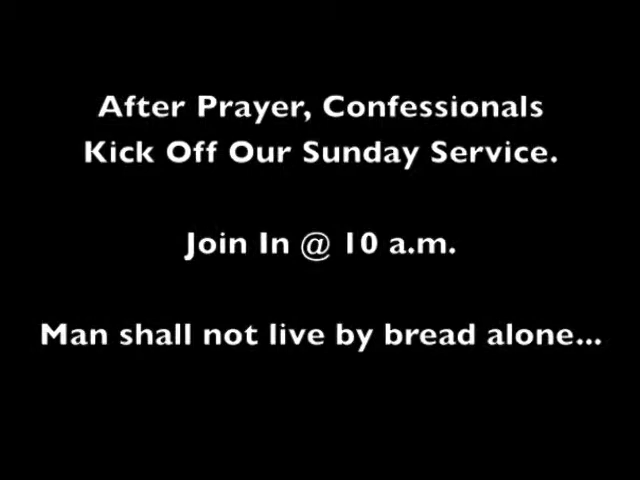 After Prayer, Confessionals
Kick Off Our Sunday Service.
Join In @ 10 a.m.
Man shall not live by bread alone...